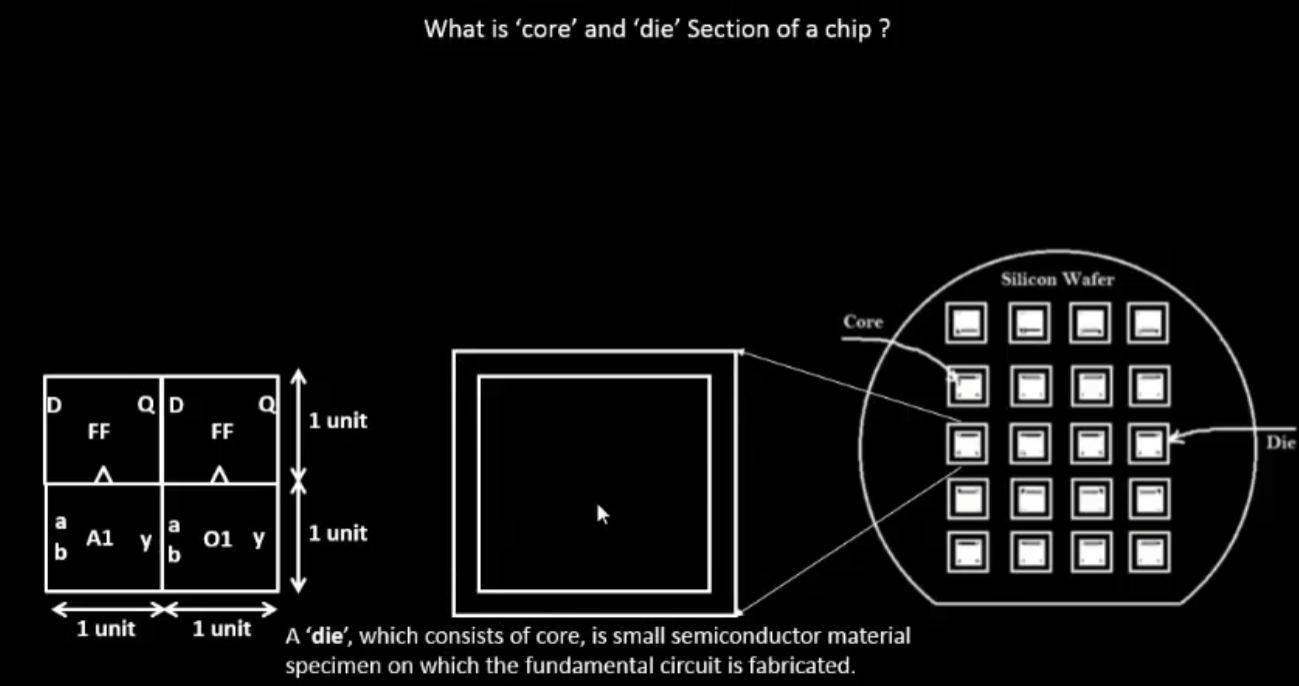 What is ‘core’ and ‘die’ Section of a chip ?
Silicon Wafer
Core
Die
D Q D Q
FF FF
1 unit
a A1 y a O1 y
b b
1 unit
1 unit 1 unit
A ‘die’, which consists of core, is small semiconductor material
specimen on which the fundamental circuit is fabricated.